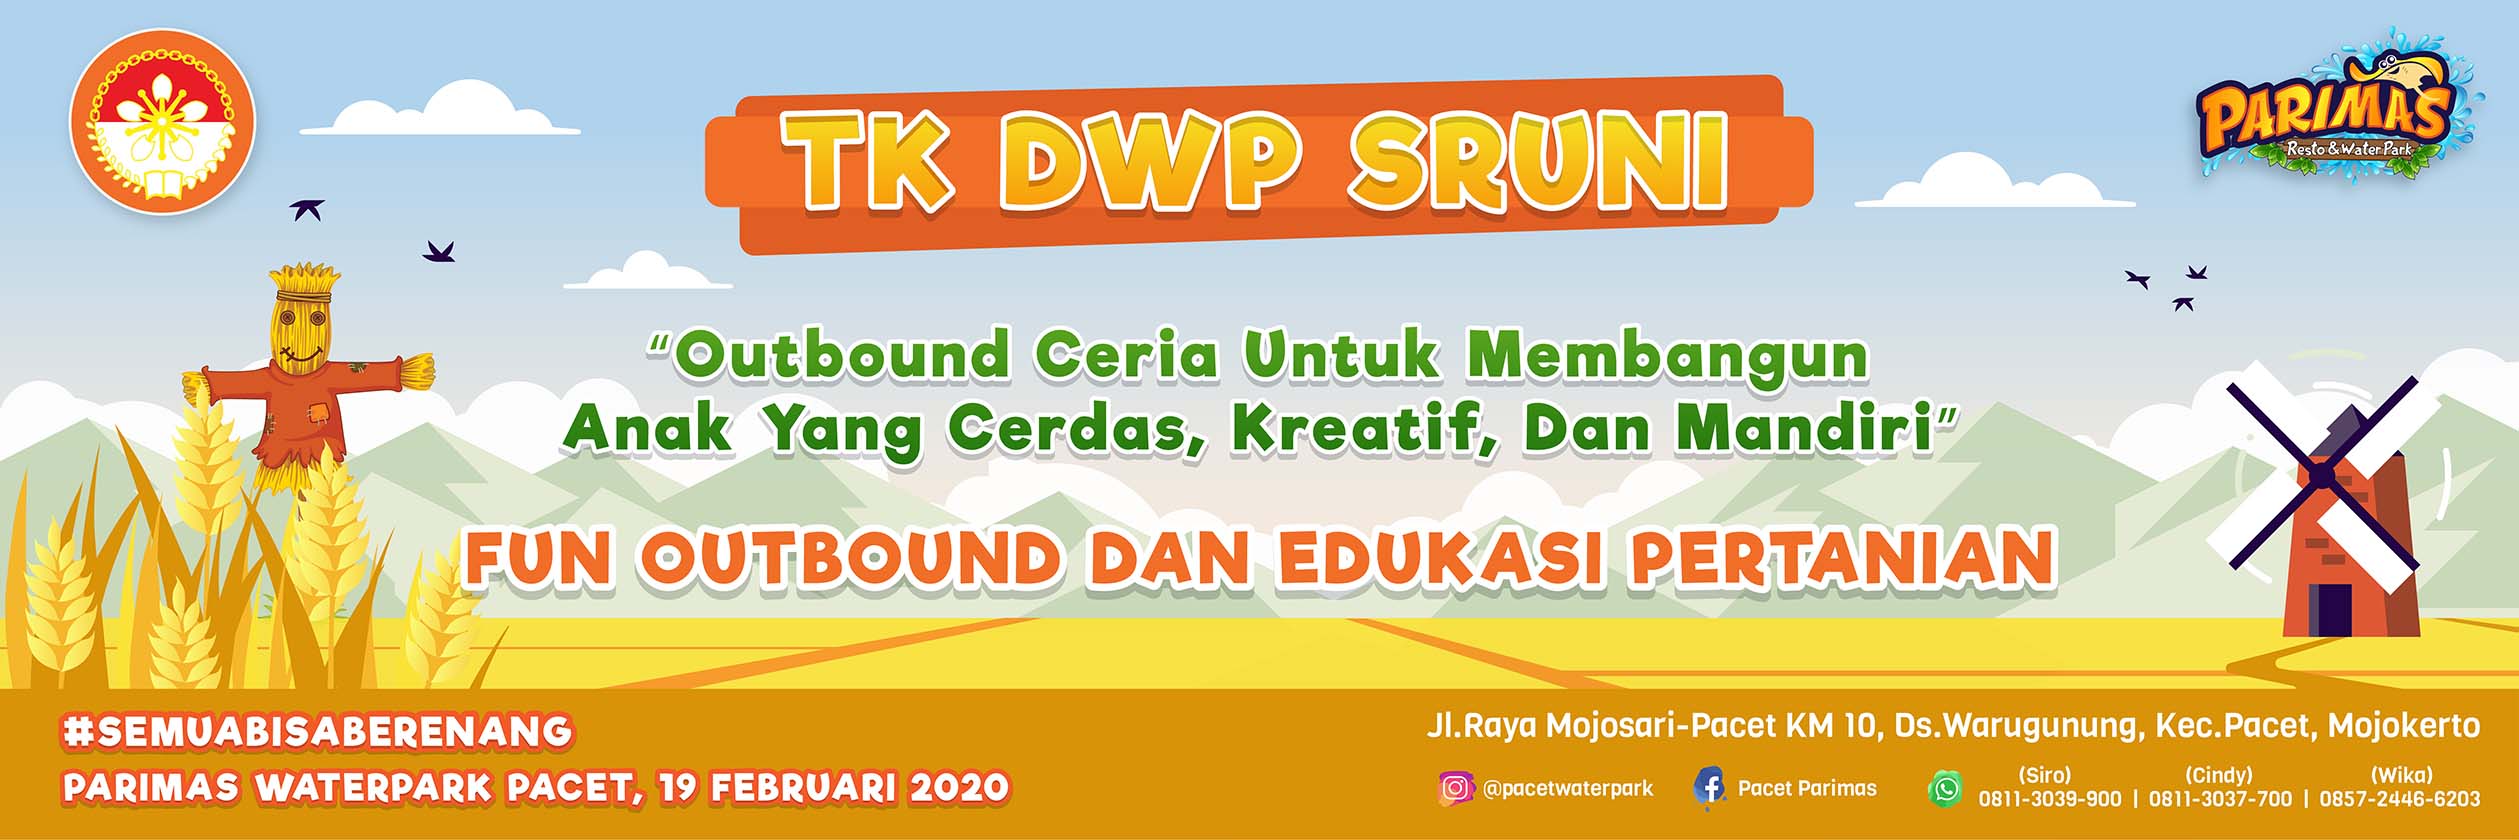 PARIMAS
Resto & Water Park
TK DWP SRUNI
"Outbound Ceria Untuk Membangun
Anak Yang Cerdas, Kreatif, Dan Mandiri"
FUN OUTBOUND DAN EDUKASI PERTANIAN
#SEMUABISABERENANG
PARIMAS WATERPARK PACET, 19 FEBRUARI 2020
Jl.Raya Mojosari-Pacet KM 10, Ds.Warugunung, Kec.Pacet, Mojokerto
@pacetwaterpark
Pacet Parimas
(Siro) (Cindy) (Wika)
0811-3039-900 | 0811-3037-700 | 0857-2446-6203